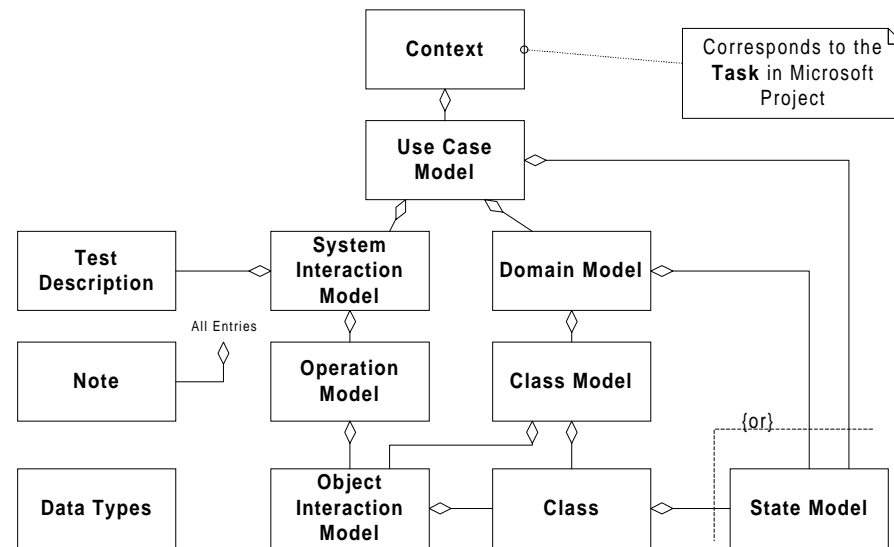 Context
Corresponds to the
Task in Microsoft
Project
Use Case
Model
Test
Description
System
Interaction
Model
Domain Model
All Entries
Note
Operation
Model
Class Model
{or}
Data Types
Object
Interaction
Model
Class
State Model